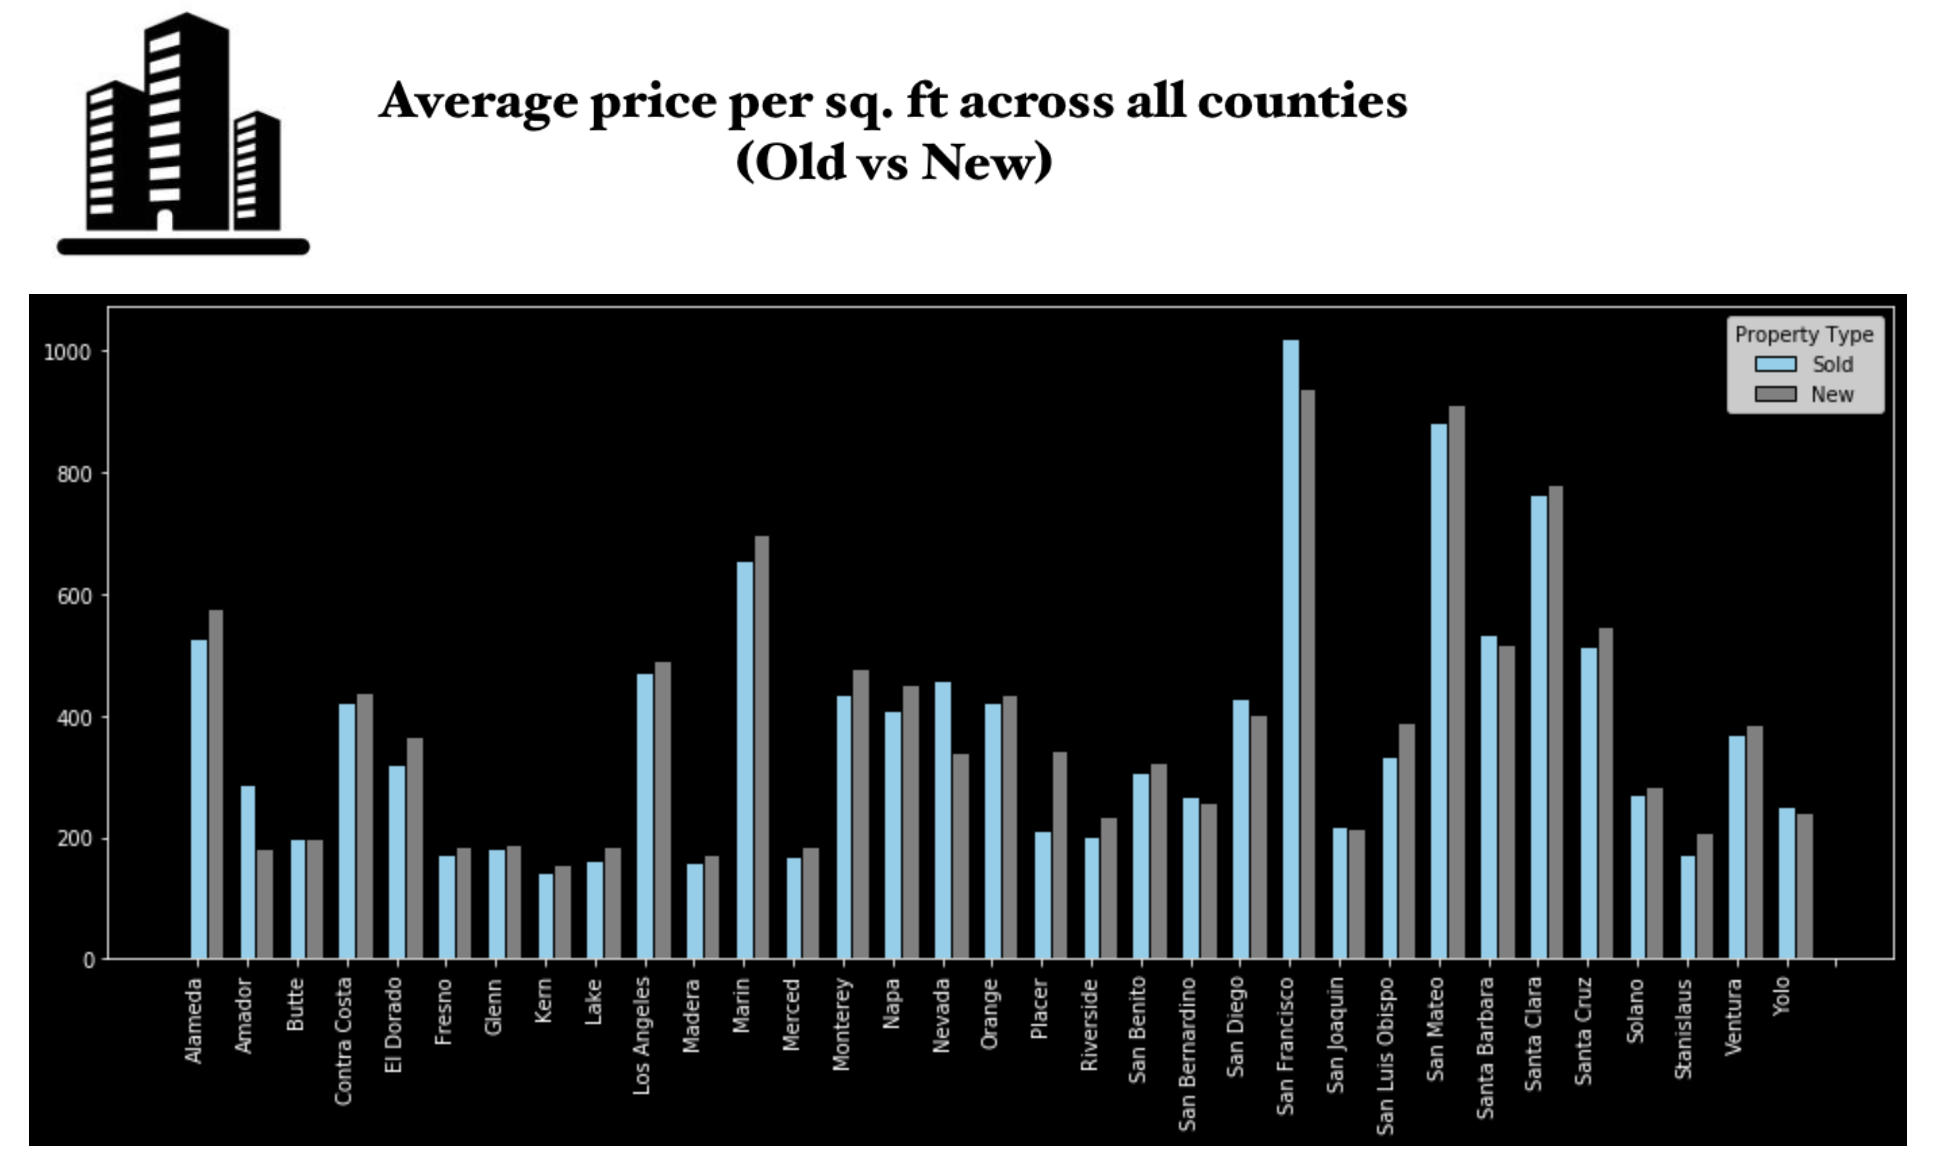 Average price per sq. ft across all counties
(Old vs New)
Property Type
Sold
New
1000
800
600
400
200
0
Alameda
Amador
Butte
Contra Costa
El Dorado
Fresno
Glenn
Kern
Lake
Los Angeles
Madera
Marin
Merced
Monterey
Napa
Nevada
Orange
Placer
Riverside
San Benito
San Bernardino
San Diego
San Francisco
San Joaquin
San Luis Obispo
San Mateo
Santa Barbara
Santa Clara
Santa Cruz
Solano
Stanislaus
Ventura
Yolo